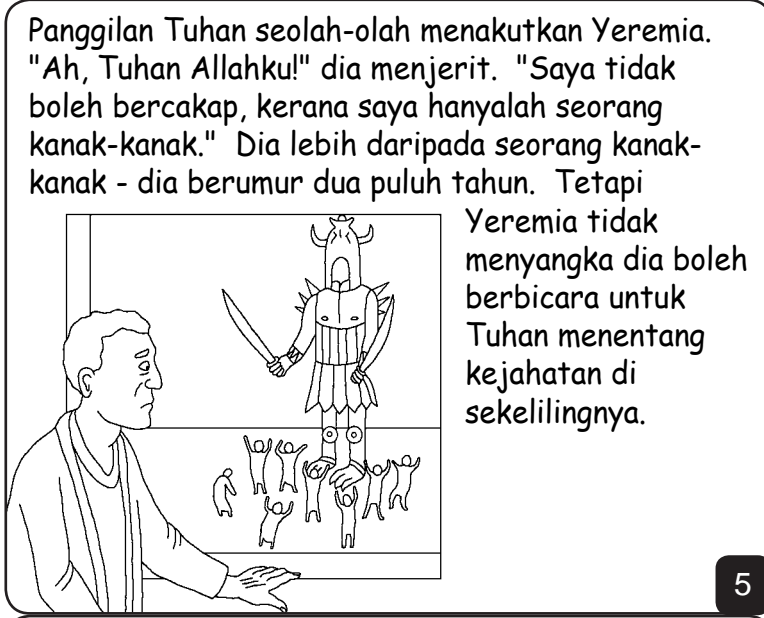 Panggilan Tuhan seolah-olah menakutkan Yeremia.
"Ah, Tuhan Allahku!" dia menjerit.  "Saya tidak
boleh bercakap, kerana saya hanyalah seorang
kanak-kanak."  Dia lebih daripada seorang kanak-
kanak - dia berumur dua puluh tahun.  Tetapi
Yeremia tidak
menyangka dia boleh
berbicara untuk
Tuhan menentang
kejahatan di
sekelilingnya.
5